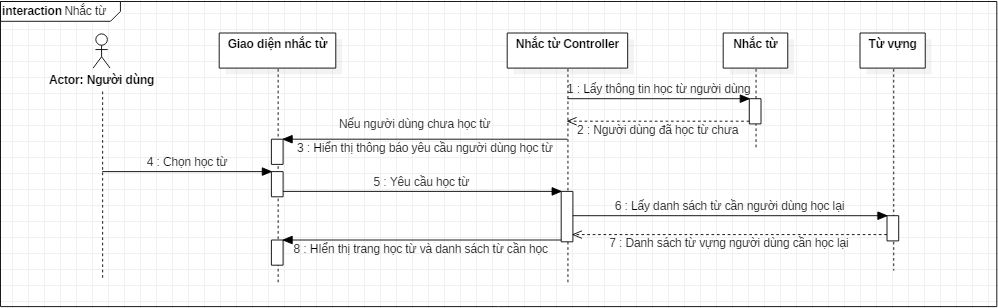 interaction Nhắc từ
Giao diện nhắc từ
Nhắc từ Controller
Nhắc từ
Từ vựng
Actor: Người dùng
1 : Lấy thông tin học từ người dùng
2 : Người dùng đã học từ chưa
Nếu người dùng chưa học từ
3 : Hiển thị thông báo yêu cầu người dùng học từ
4 : Chọn học từ
5 : Yêu cầu học từ
6 : Lấy danh sách từ cần người dùng học lại
7 : Danh sách từ vựng người dùng cần học lại
8 : HIển thị trang học từ và danh sách từ cần học